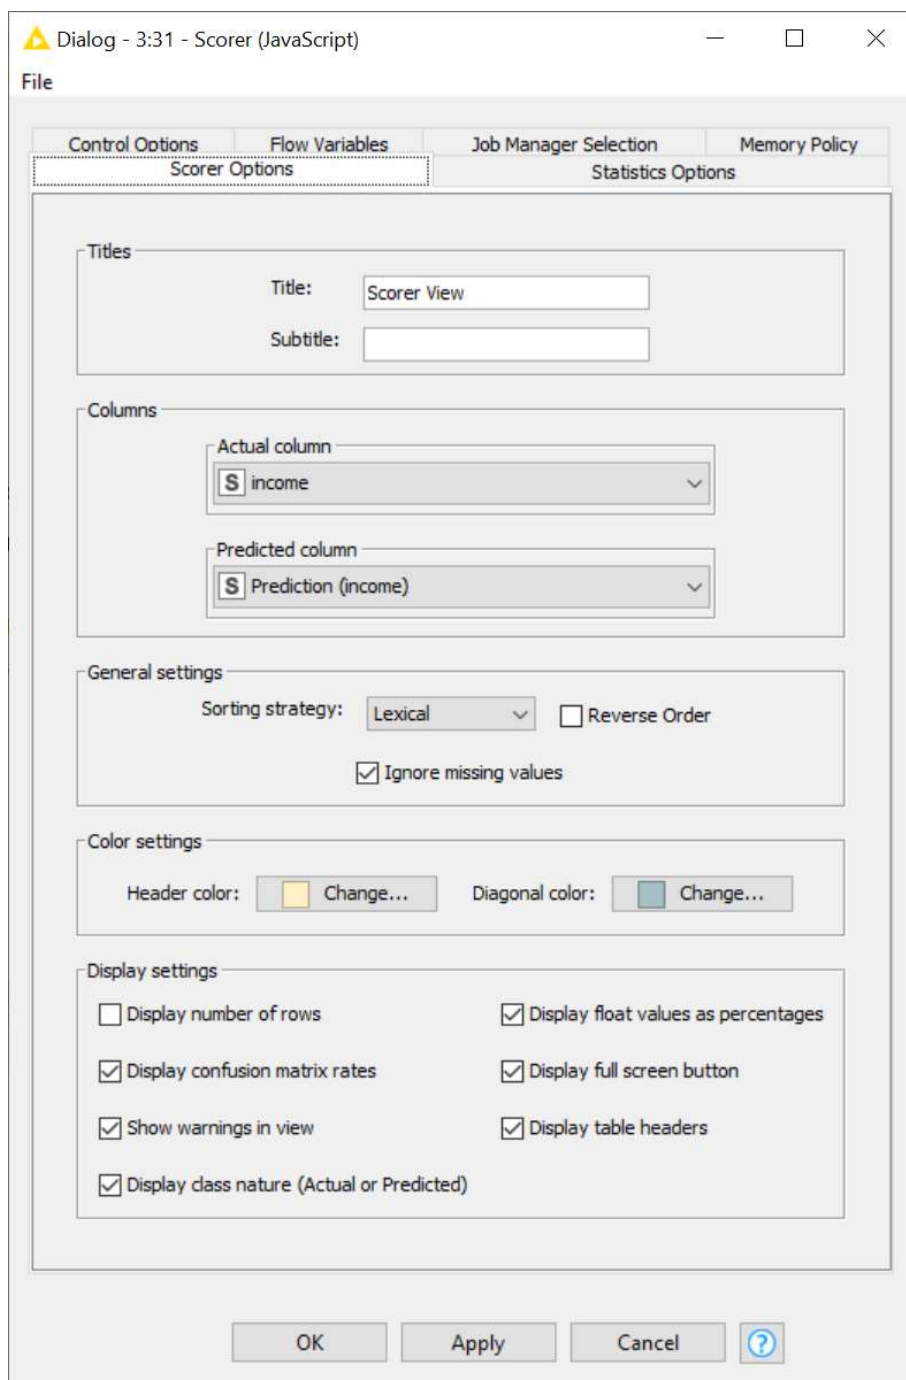 Dialog - 3:31 - Scorer (JavaScript)
File
Control Options Flow Variables Job Manager Selection Memory Policy
Scorer Options Statistics Options
Titles
Title: Scorer View
Subtitle:
Columns
Actual column
S income
Predicted column
S Prediction (income)
General settings
Sorting strategy: Lexical Reverse Order
Ignore missing values
Color settings
Header color: Change... Diagonal color: Change...
Display settings
Display number of rows Display float values as percentages
Display confusion matrix rates Display full screen button
Show warnings in view Display table headers
Display class nature (Actual or Predicted)
OK Apply Cancel ?